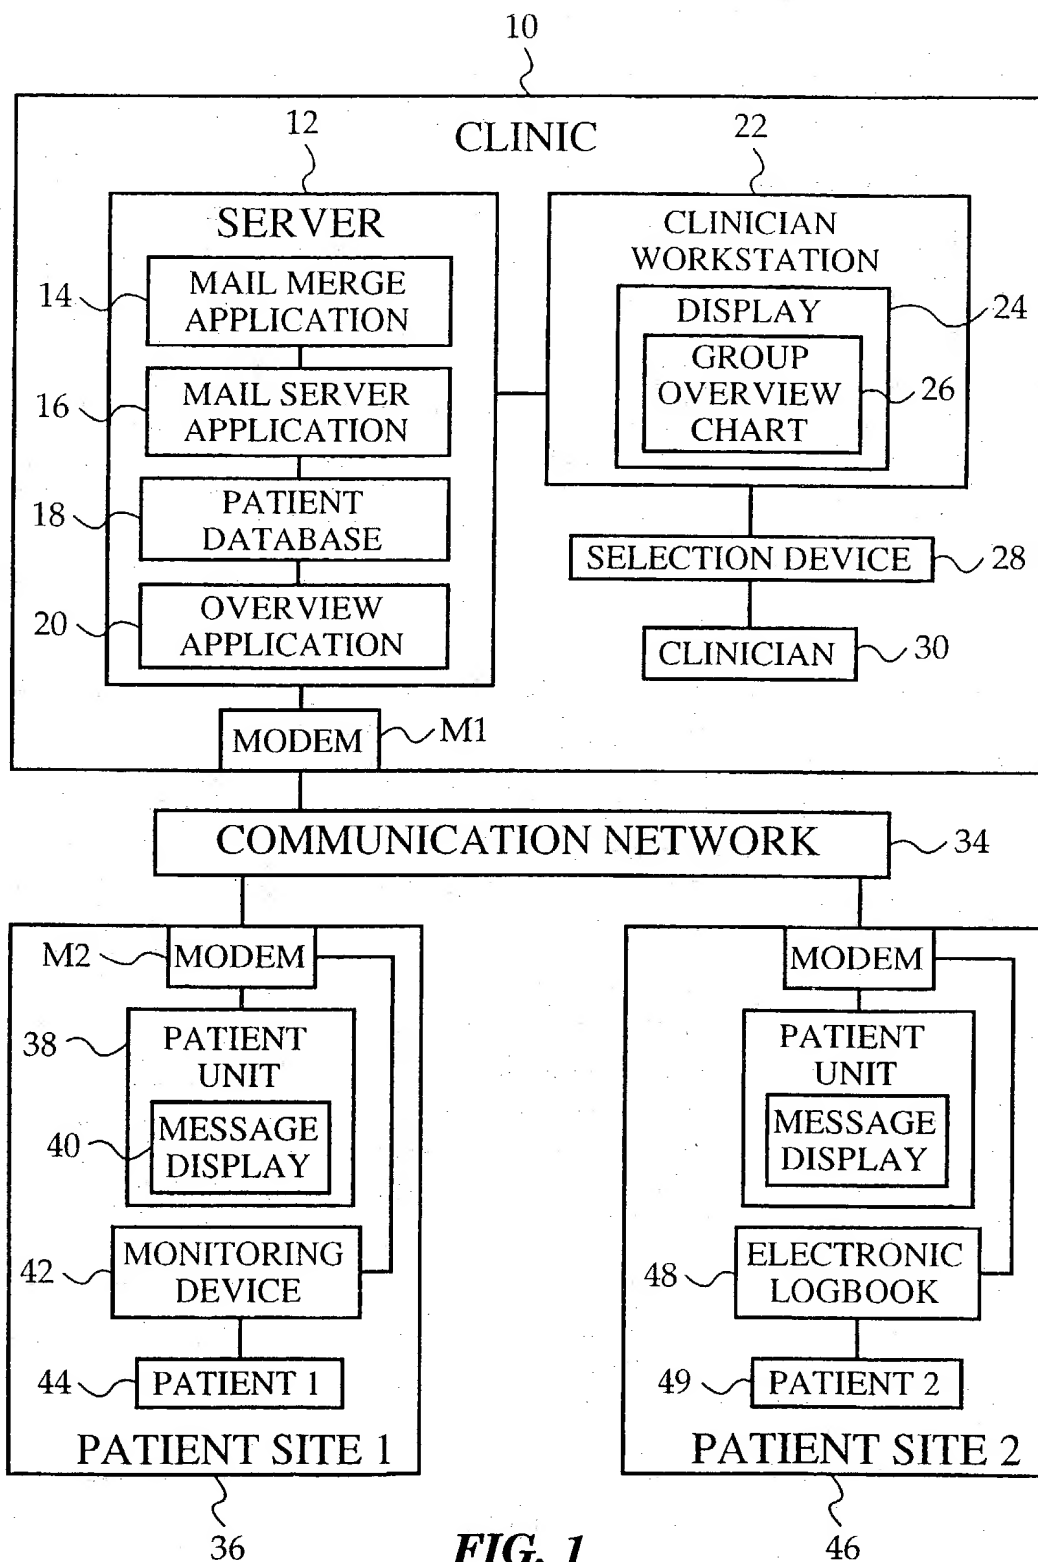 10
CLINIC
12
22
SERVER
CLINICIAN
WORKSTATION
14
MAIL MERGE
APPLICATION
DISPLAY
24
GROUP
OVERVIEW
CHART
26
16
MAIL SERVER
APPLICATION
18
PATIENT
DATABASE
SELECTION DEVICE
28
20
OVERVIEW
APPLICATION
CLINICIAN
30
MODEM
M1
COMMUNICATION NETWORK
34
M2
MODEM
MODEM
38
PATIENT
UNIT
PATIENT
UNIT
40
MESSAGE
DISPLAY
MESSAGE
DISPLAY
42
MONITORING
DEVICE
48
ELECTRONIC
LOGBOOK
44
PATIENT 1
49
PATIENT 2
PATIENT SITE 1
PATIENT SITE 2
36
FIG. 1
46